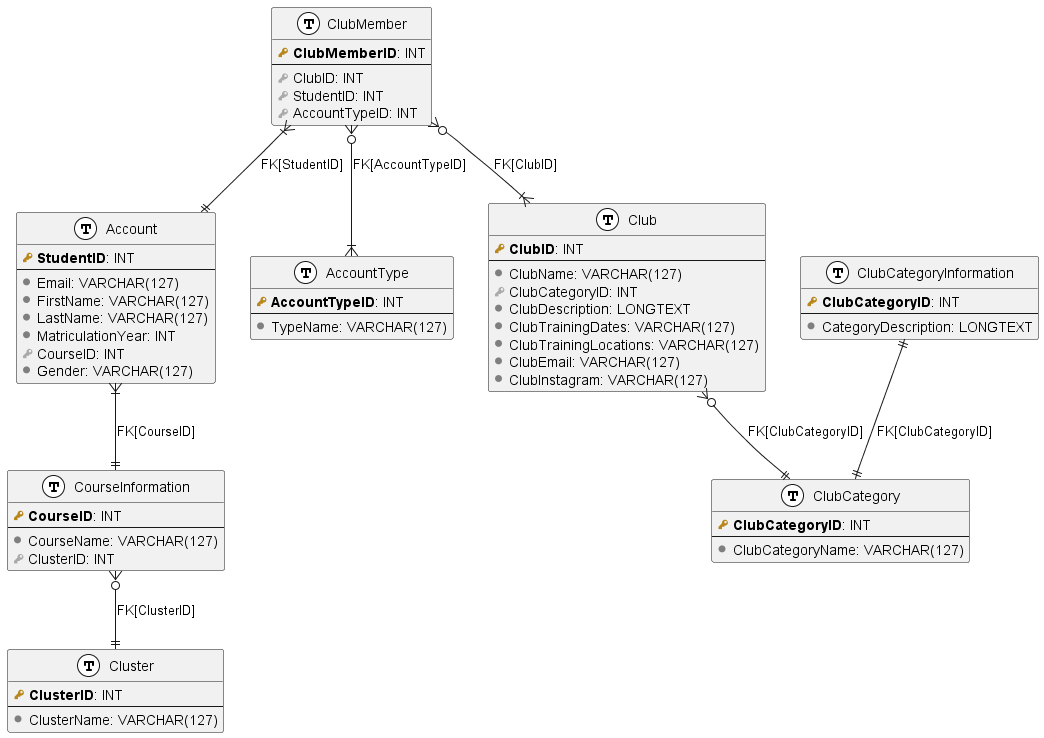 T ClubMember
ClubMemberID: INT
ClubID: INT
StudentID: INT
AccountTypeID: INT
FK[StudentID]
FK[AccountTypeID]
FK[ClubID]
T Account
StudentID: INT
Email: VARCHAR(127)
FirstName: VARCHAR(127)
LastName: VARCHAR(127)
MatriculationYear: INT
CourseID: INT
Gender: VARCHAR(127)
T AccountType
AccountTypeID: INT
TypeName: VARCHAR(127)
T Club
ClubID: INT
ClubName: VARCHAR(127)
ClubCategoryID: INT
ClubDescription: LONGTEXT
ClubTrainingDates: VARCHAR(127)
ClubTrainingLocations: VARCHAR(127)
ClubEmail: VARCHAR(127)
ClubInstagram: VARCHAR(127)
T ClubCategoryInformation
ClubCategoryID: INT
CategoryDescription: LONGTEXT
FK[CourseID]
FK[ClubCategoryID]
FK[ClubCategoryID]
T CourseInformation
CourseID: INT
CourseName: VARCHAR(127)
ClusterID: INT
T ClubCategory
ClubCategoryID: INT
ClubCategoryName: VARCHAR(127)
FK[ClusterID]
T Cluster
ClusterID: INT
ClusterName: VARCHAR(127)